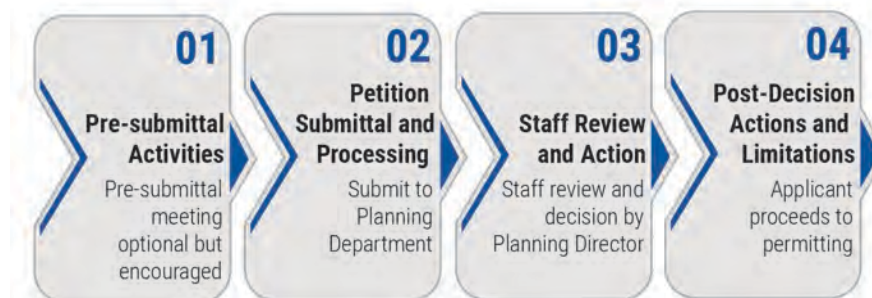 01
Pre-submittal
Activities
Pre-submittal
meeting
optional but
encouraged
02
Petition
Submittal and
Processing
Submit to
Planning
Department
03
Staff Review
and Action
Staff review and
decision by
Planning Director
04
Post-Decision
Actions and
Limitations
Applicant
proceeds to
permitting